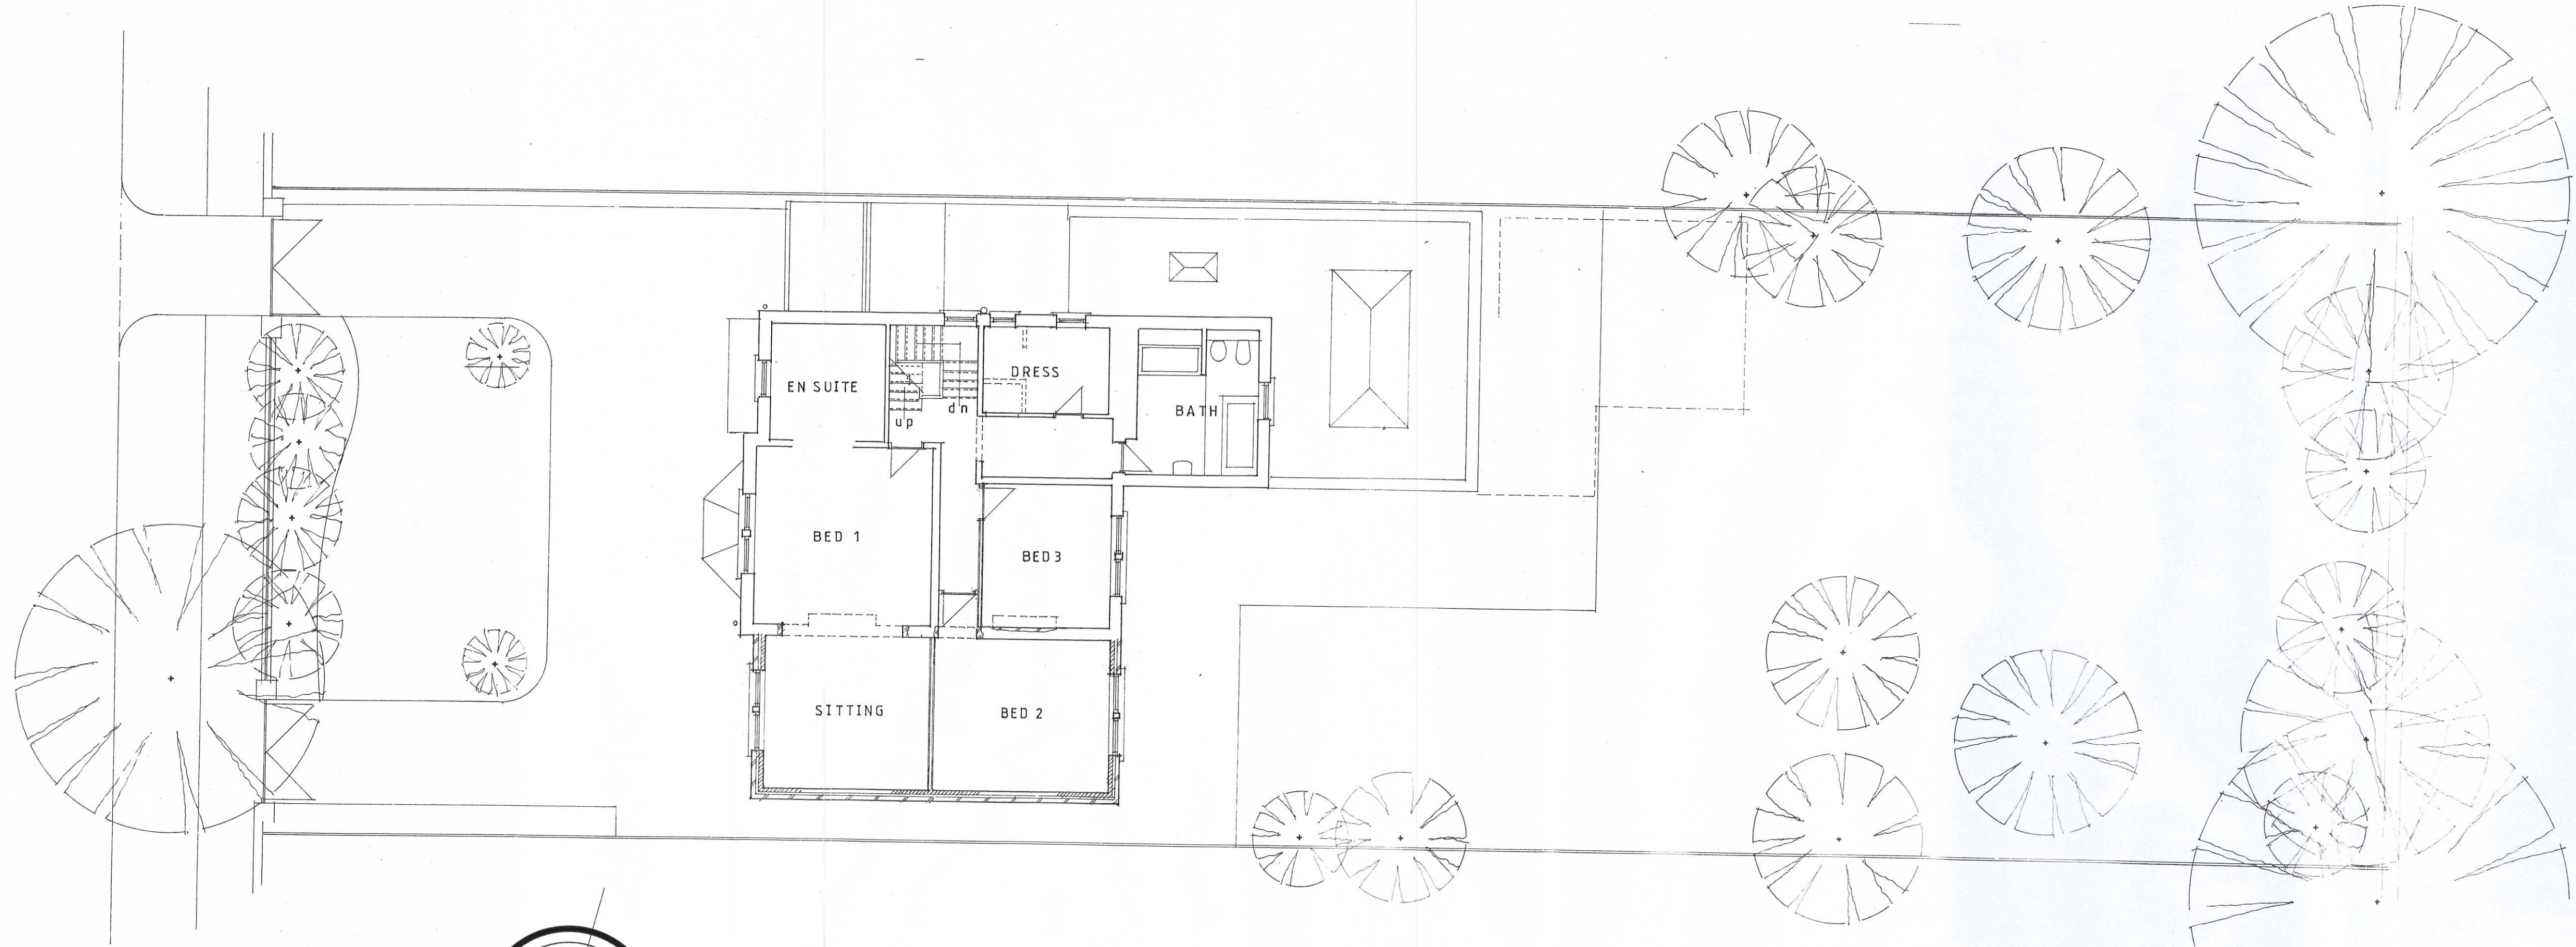 EN SUITE
DRESS
dn
up
BATH
BED 1
BED 3
SITTING
BED 2